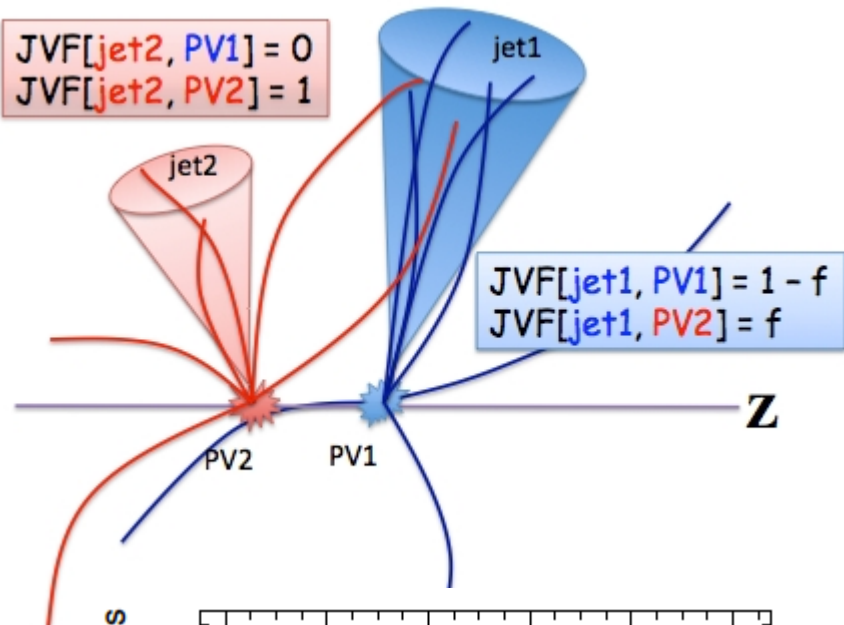 JVF[jet2, PV1] = 0
JVF[jet2, PV2] = 1
jet1
jet2
JVF[jet1, PV1] = 1 - f
JVF[jet1, PV2] = f
Z
PV2
PV1
s